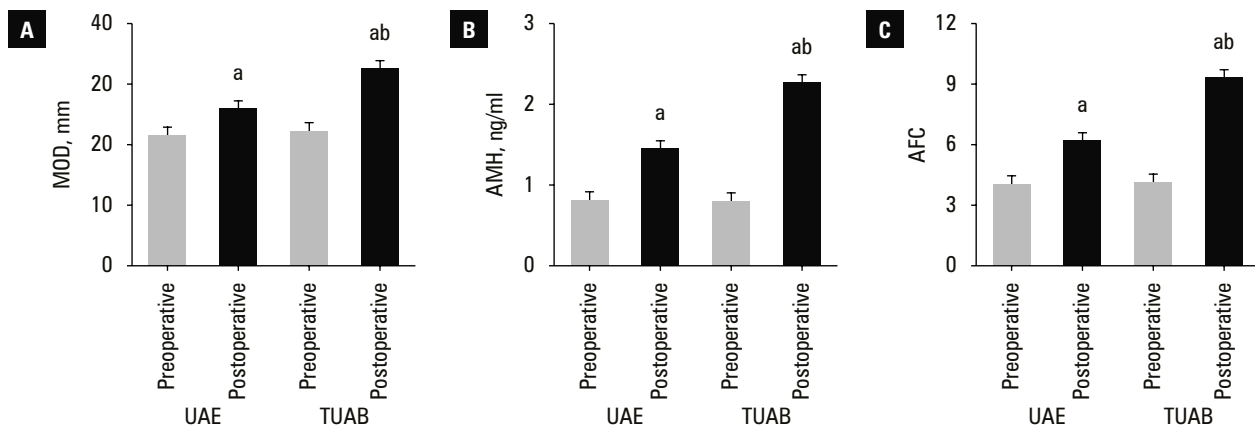 A
MOD, mm
40
20
20
10
0
a
ab
Preoperative
Postoperative
Preoperative
Postoperative
UAE
TUAB
B
AMH, ng/ml
3
2
1
0
a
ab
Preoperative
Postoperative
Preoperative
Postoperative
UAE
TUAB
C
AFC
12
9
6
3
0
a
ab
Preoperative
Postoperative
Preoperative
Postoperative
UAE
TUAB